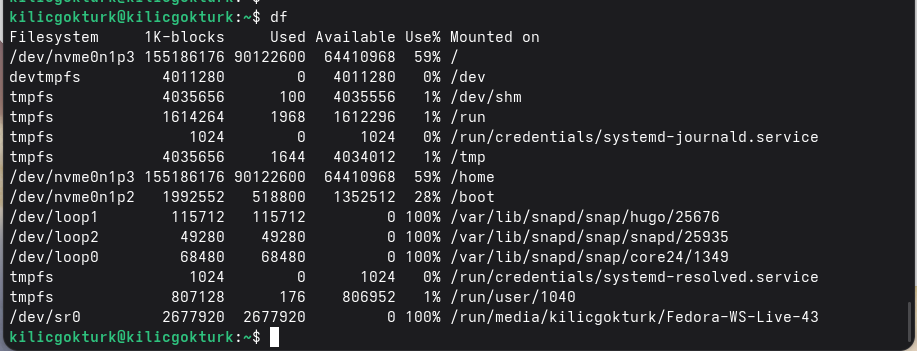 kilicgokturk@kilicgokturk:~$ df
Filesystem     1K-blocks     Used Available Use% Mounted on
/dev/nvme0n1p3 155186176 90122600  64410968  59% /
devtmpfs         4011280        0   4011280   0% /dev
tmpfs            4035656      100   4035556   1% /dev/shm
tmpfs            1614264     1968   1612296   1% /run
tmpfs               1024        0      1024   0% /run/credentials/systemd-journald.service
tmpfs            4035656     1644   4034012   1% /tmp
/dev/nvme0n1p3 155186176 90122600  64410968  59% /home
/dev/nvme0n1p2   1992552   518800   1352512  28% /boot
/dev/loop1        115712   115712         0 100% /var/lib/snapd/snap/hugo/25676
/dev/loop2         49280    49280         0 100% /var/lib/snapd/snap/snapd/25935
/dev/loop0         68480    68480         0 100% /var/lib/snapd/snap/core24/1349
tmpfs               1024        0      1024   0% /run/credentials/systemd-resolved.service
tmpfs             807128      176    806952   1% /run/user/1040
/dev/sr0         2677920  2677920         0 100% /run/media/kilicgokturk/Fedora-WS-Live-43
kilicgokturk@kilicgokturk:~$